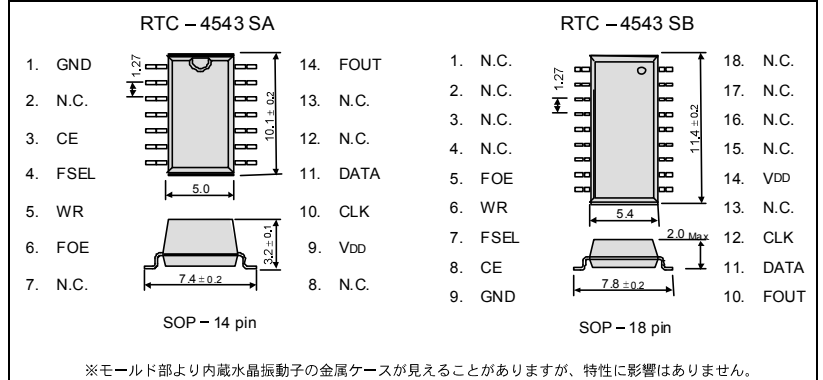 RTC – 4543 SA
1. GND
2. N.C.
3. CE
4. FSEL
5. WR
6. FOE
7. N.C.
14. FOUT
13. N.C.
12. N.C.
11. DATA
10. CLK
9. VDD
8. N.C.
1.27
10.1 ± 0.2
5.0
3.2 ± 0.1
7.4 ± 0.2
SOP – 14 pin
RTC – 4543 SB
1. N.C.
2. N.C.
3. N.C.
4. N.C.
5. FOE
6. WR
7. FSEL
8. CE
9. GND
18. N.C.
17. N.C.
16. N.C.
15. N.C.
14. VDD
13. N.C.
12. CLK
11. DATA
10. FOUT
1.27
11.4 ± 0.2
5.4
2.0 Max
7.8 ± 0.2
SOP – 18 pin
※モールド部より内蔵水晶振動子の金属ケースが見えることがありますが、特性に影響はありません。